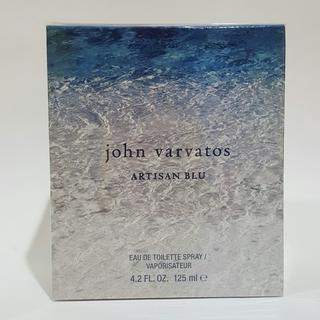 john varvatos
ARTISAN BLU
EAU DE TOILETTE SPRAY /
VAPORISATEUR
4.2 FL. OZ. 125 ml ℮